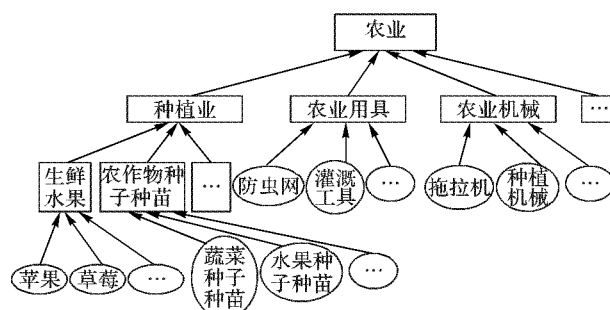 农业
种植业 农业用具 农业机械 …
生鲜水果 农作物种子种苗 … 防虫网 灌溉工具 … 拖拉机 种植机械 …
苹果 草莓 … 蔬菜种子种苗 水果种子种苗 …